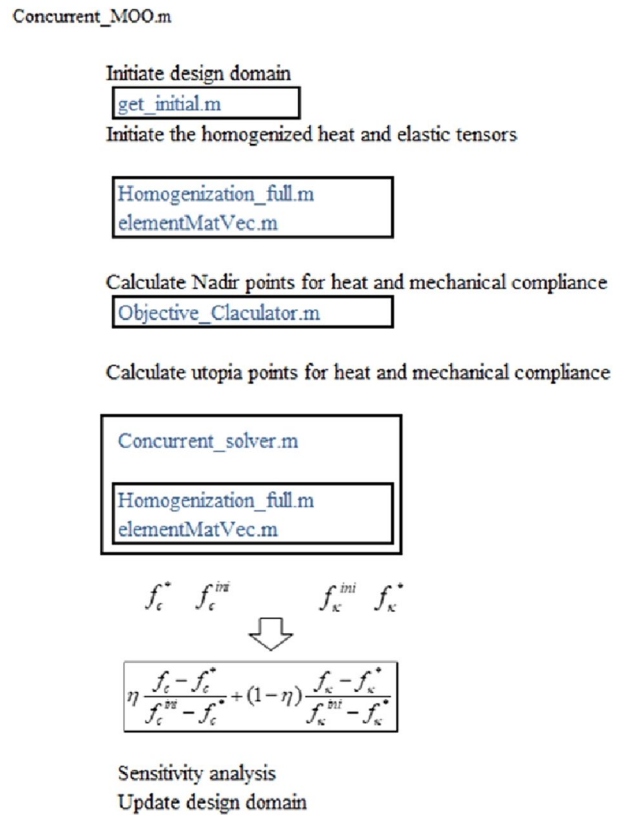 Concurrent_MOO.m
Initiate design domain
get_initial.m
Initiate the homogenized heat and elastic tensors
Homogenization_full.m
elementMatVec.m
Calculate Nadir points for heat and mechanical compliance
Objective_Claculator.m
Calculate utopia points for heat and mechanical compliance
Concurrent_solver.m
Homogenization_full.m
elementMatVec.m
f_c^* f_c^{ini} f_κ^{ini} f_κ^*
η \frac{f_c - f_c^*}{f_c^{ini} - f_c^*} + (1-η) \frac{f_κ - f_κ^*}{f_κ^{ini} - f_κ^*}
Sensitivity analysis
Update design domain